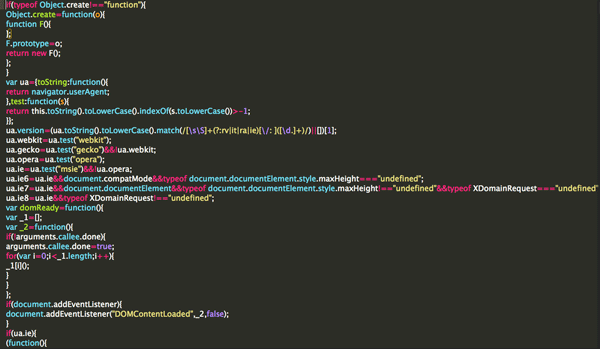 if(typeof Object.create!=="function"){
Object.create=function(o){
function F(){
};
F.prototype=o;
return new F();
};
}
var ua={toString:function(){
return navigator.userAgent;
},test:function(s){
return this.toString().toLowerCase().indexOf(s.toLowerCase())>-1;
}};
ua.version=(ua.toString().toLowerCase().match(/[\s\S]+(?:rv|it|ra|ie)[\/: ]([\d.]+)/)||[])[1];
ua.webkit=ua.test("webkit");
ua.gecko=ua.test("gecko")&&!ua.webkit;
ua.opera=ua.test("opera");
ua.ie=ua.test("msie")&&!ua.opera;
ua.ie6=ua.ie&&document.compatMode&&typeof document.documentElement.style.maxHeight==="undefined";
ua.ie7=ua.ie&&document.documentElement&&typeof document.documentElement.style.maxHeight!=="undefined"&&typeof XDomainRequest==="undefined";
ua.ie8=ua.ie&&typeof XDomainRequest!=="undefined";
var domReady=function(){
var _1=[];
var _2=function(){
if(!arguments.callee.done){
arguments.callee.done=true;
for(var i=0;i<_1.length;i++){
_1[i]();
}
}
};
if(document.addEventListener){
document.addEventListener("DOMContentLoaded",_2,false);
}
if(ua.ie){
(function(){